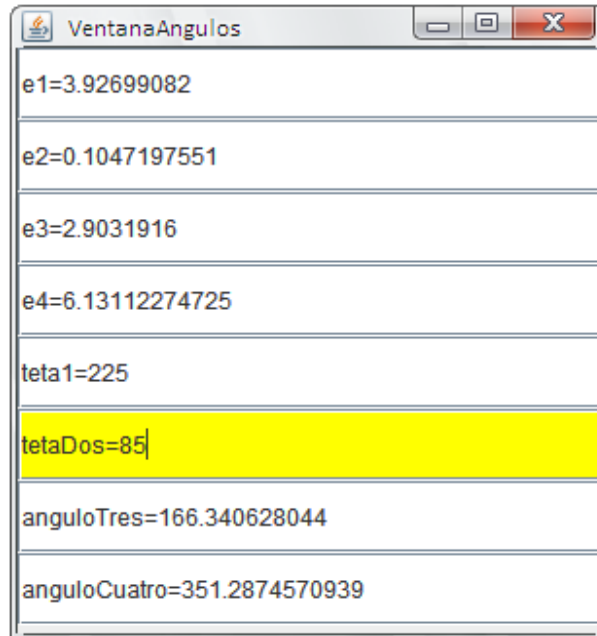 VentanaAngulos
e1=3.92699082
e2=0.1047197551
e3=2.9031916
e4=6.13112274725
teta1=225
tetaDos=85
anguloTres=166.340628044
anguloCuatro=351.2874570939